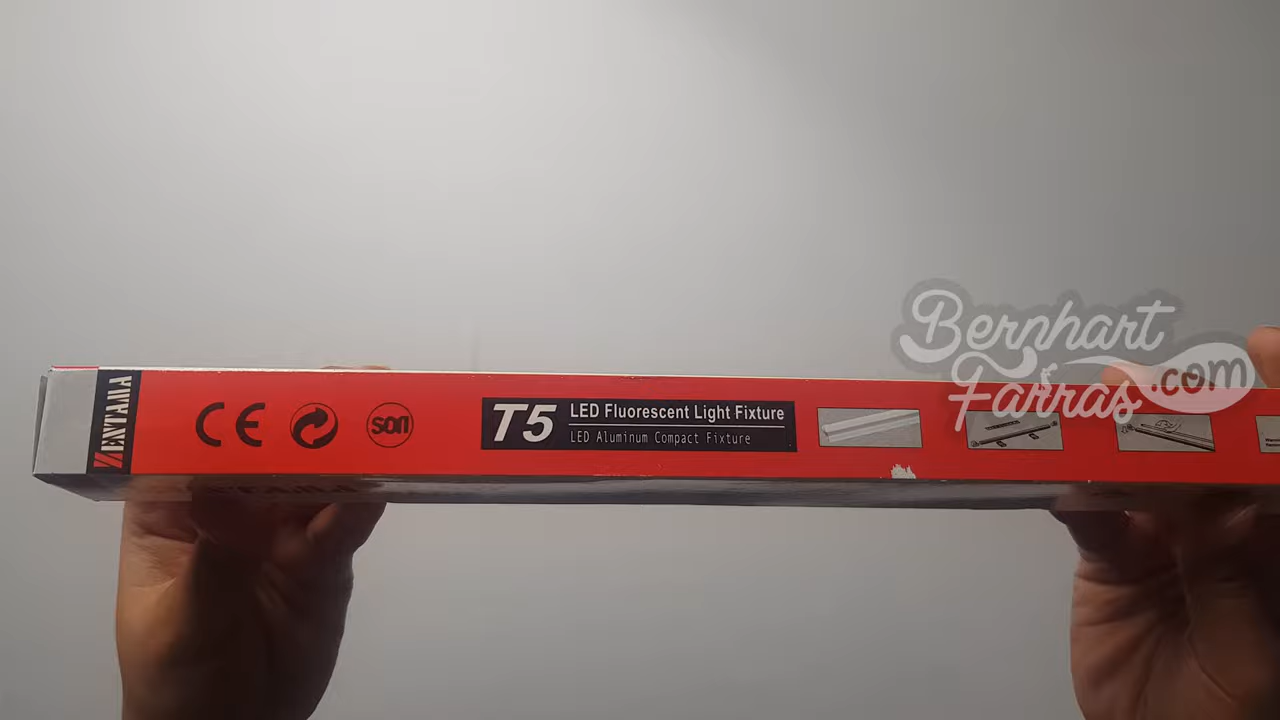 ZENTAMA
CE
SON
T5
LED Fluorescent Light Fixture
LED Aluminum Compact Fixture
Bernhart
Farras.com